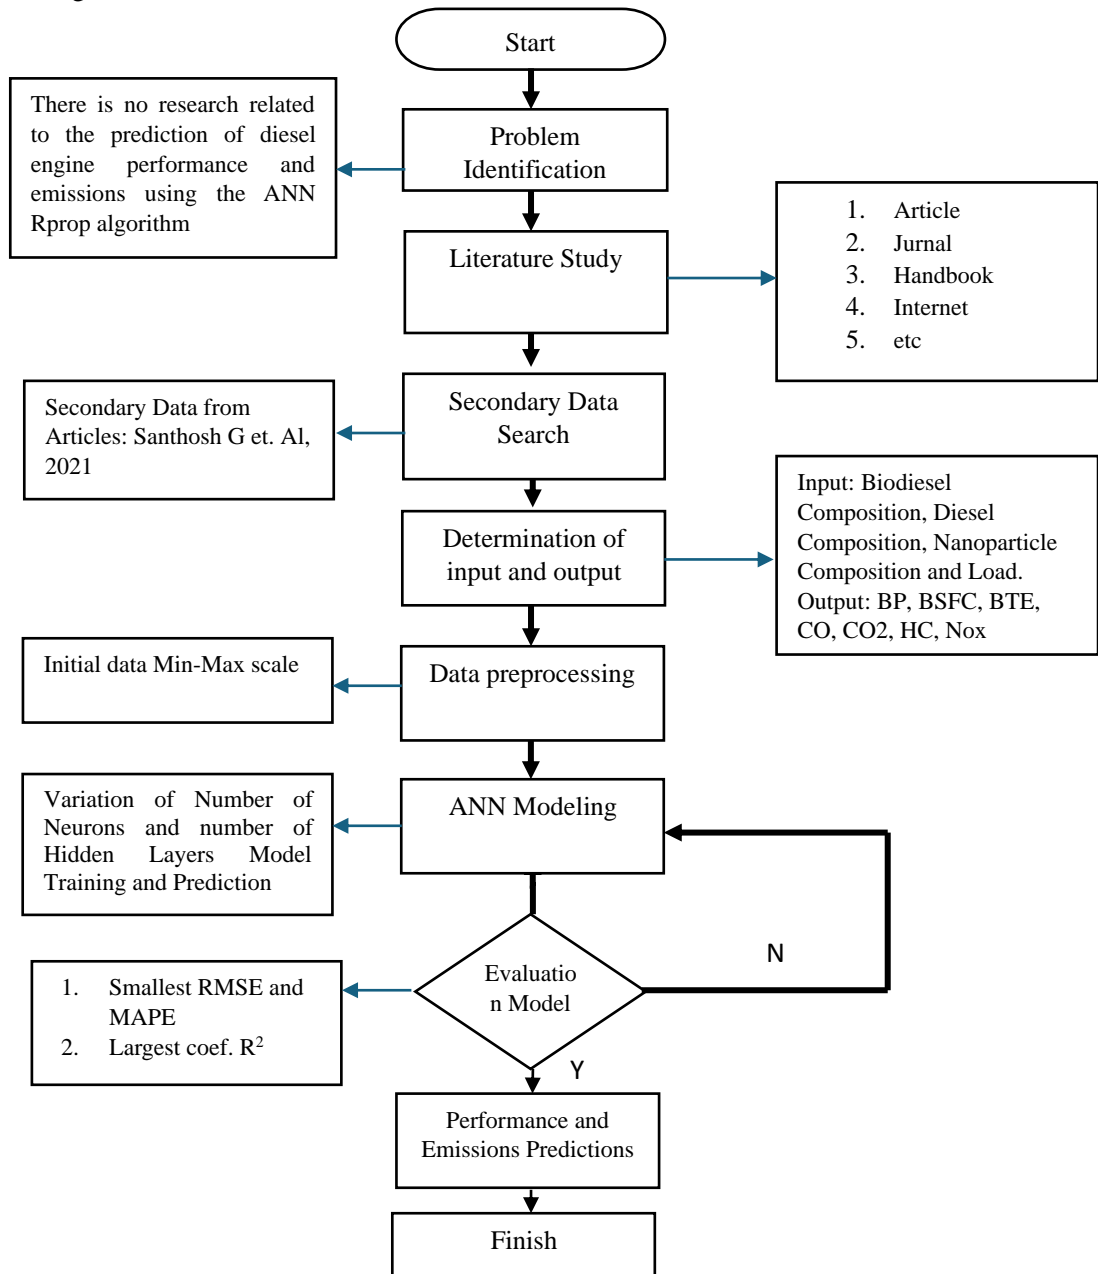 Start
There is no research related
to the prediction of diesel
engine performance and
emissions using the ANN
Rprop algorithm
Problem
Identification
Literature Study
1. Article
2. Jurnal
3. Handbook
4. Internet
5. etc
Secondary Data from
Articles: Santhosh G et. Al,
2021
Secondary Data
Search
Determination of
input and output
Input: Biodiesel
Composition, Diesel
Composition, Nanoparticle
Composition and Load.
Output: BP, BSFC, BTE,
CO, CO2, HC, Nox
Initial data Min-Max scale
Data preprocessing
Variation of Number of
Neurons and number of
Hidden Layers Model
Training and Prediction
ANN Modeling
N
1. Smallest RMSE and
MAPE
2. Largest coef. R²
Evaluatio
n Model
Y
Performance and
Emissions Predictions
Finish